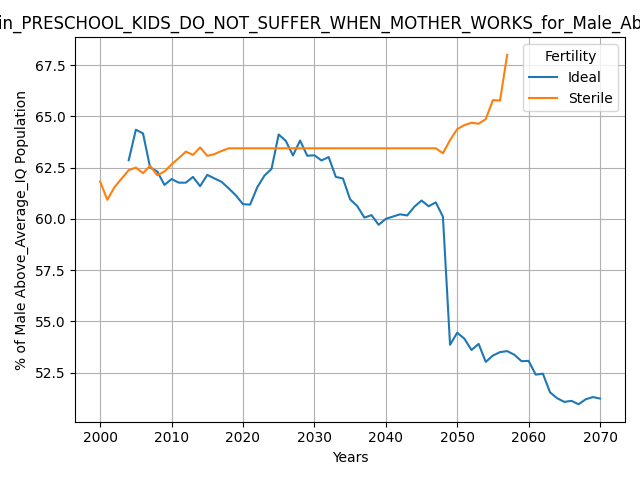 in_PRESCHOOL_KIDS_DO_NOT_SUFFER_WHEN_MOTHER_WORKS_for_Male_Ab
Fertility
Ideal
Sterile
% of Male Above_Average_IQ Population
67.5
65.0
62.5
60.0
57.5
55.0
52.5
2000 2010 2020 2030 2040 2050 2060 2070
Years